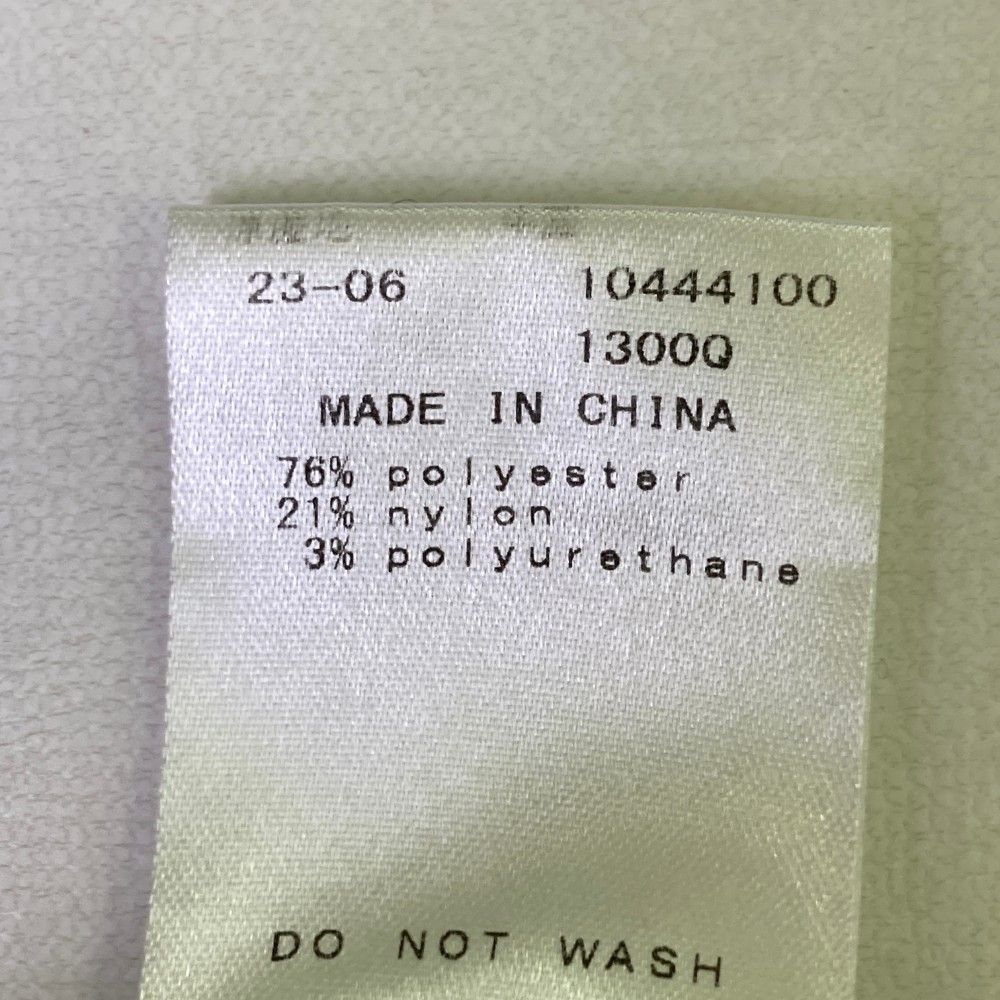 23-06 10444100
1300Q
MADE IN CHINA
76% polyester
21% nylon
3% polyurethane
DO NOT WASH